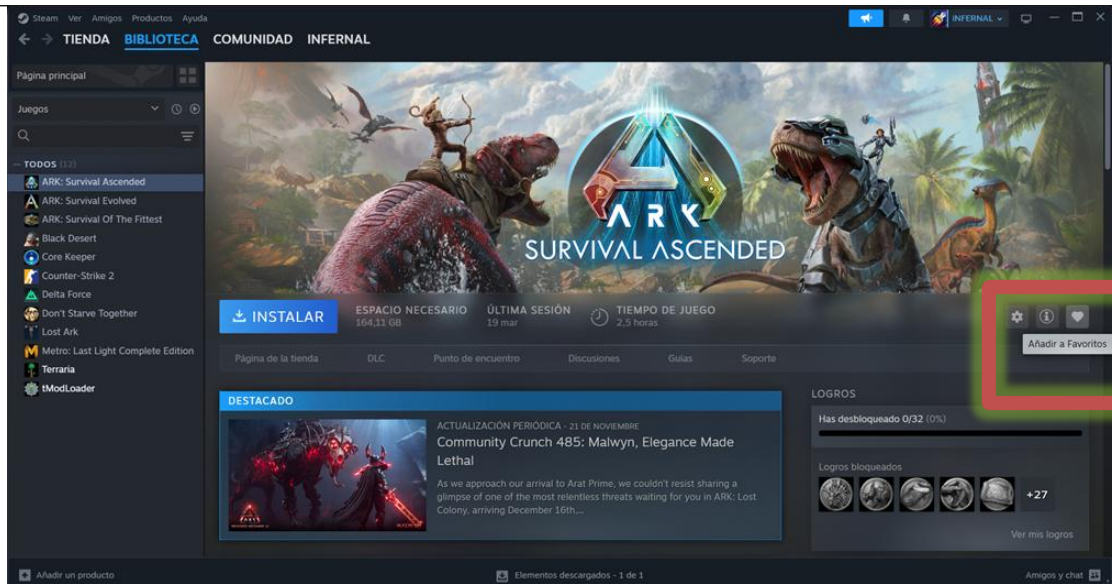 Steam Ver Amigos Productos Ayuda
INFERNAL
TIENDA BIBLIOTECA COMUNIDAD INFERNAL
Página principal
Juegos
TODOS (12)
ARK: Survival Ascended
ARK: Survival Evolved
ARK: Survival Of The Fittest
Black Desert
Core Keeper
Counter-Strike 2
Delta Force
Don't Starve Together
Lost Ark
Metro: Last Light Complete Edition
Terraria
tModLoader
ARK
SURVIVAL ASCENDED
INSTALAR
ESPACIO NECESARIO
164,11 GB
ÚLTIMA SESIÓN
19 mar
TIEMPO DE JUEGO
2,5 horas
Añadir a Favoritos
Página de la tienda DLC Punto de encuentro Discusiones Guías Soporte
DESTACADO
ACTUALIZACIÓN PERIÓDICA - 21 DE NOVIEMBRE
Community Crunch 485: Malwyn, Elegance Made
Lethal
As we approach our arrival to Arat Prime, we couldn't resist sharing a
glimpse of one of the most relentless threats waiting for you in ARK: Lost
Colony, arriving December 16th,...
LOGROS
Has desbloqueado 0/32 (0%)
Logros bloqueados
+27
Ver mis logros
Añadir un producto
Elementos descargados - 1 de 1
Amigos y chat